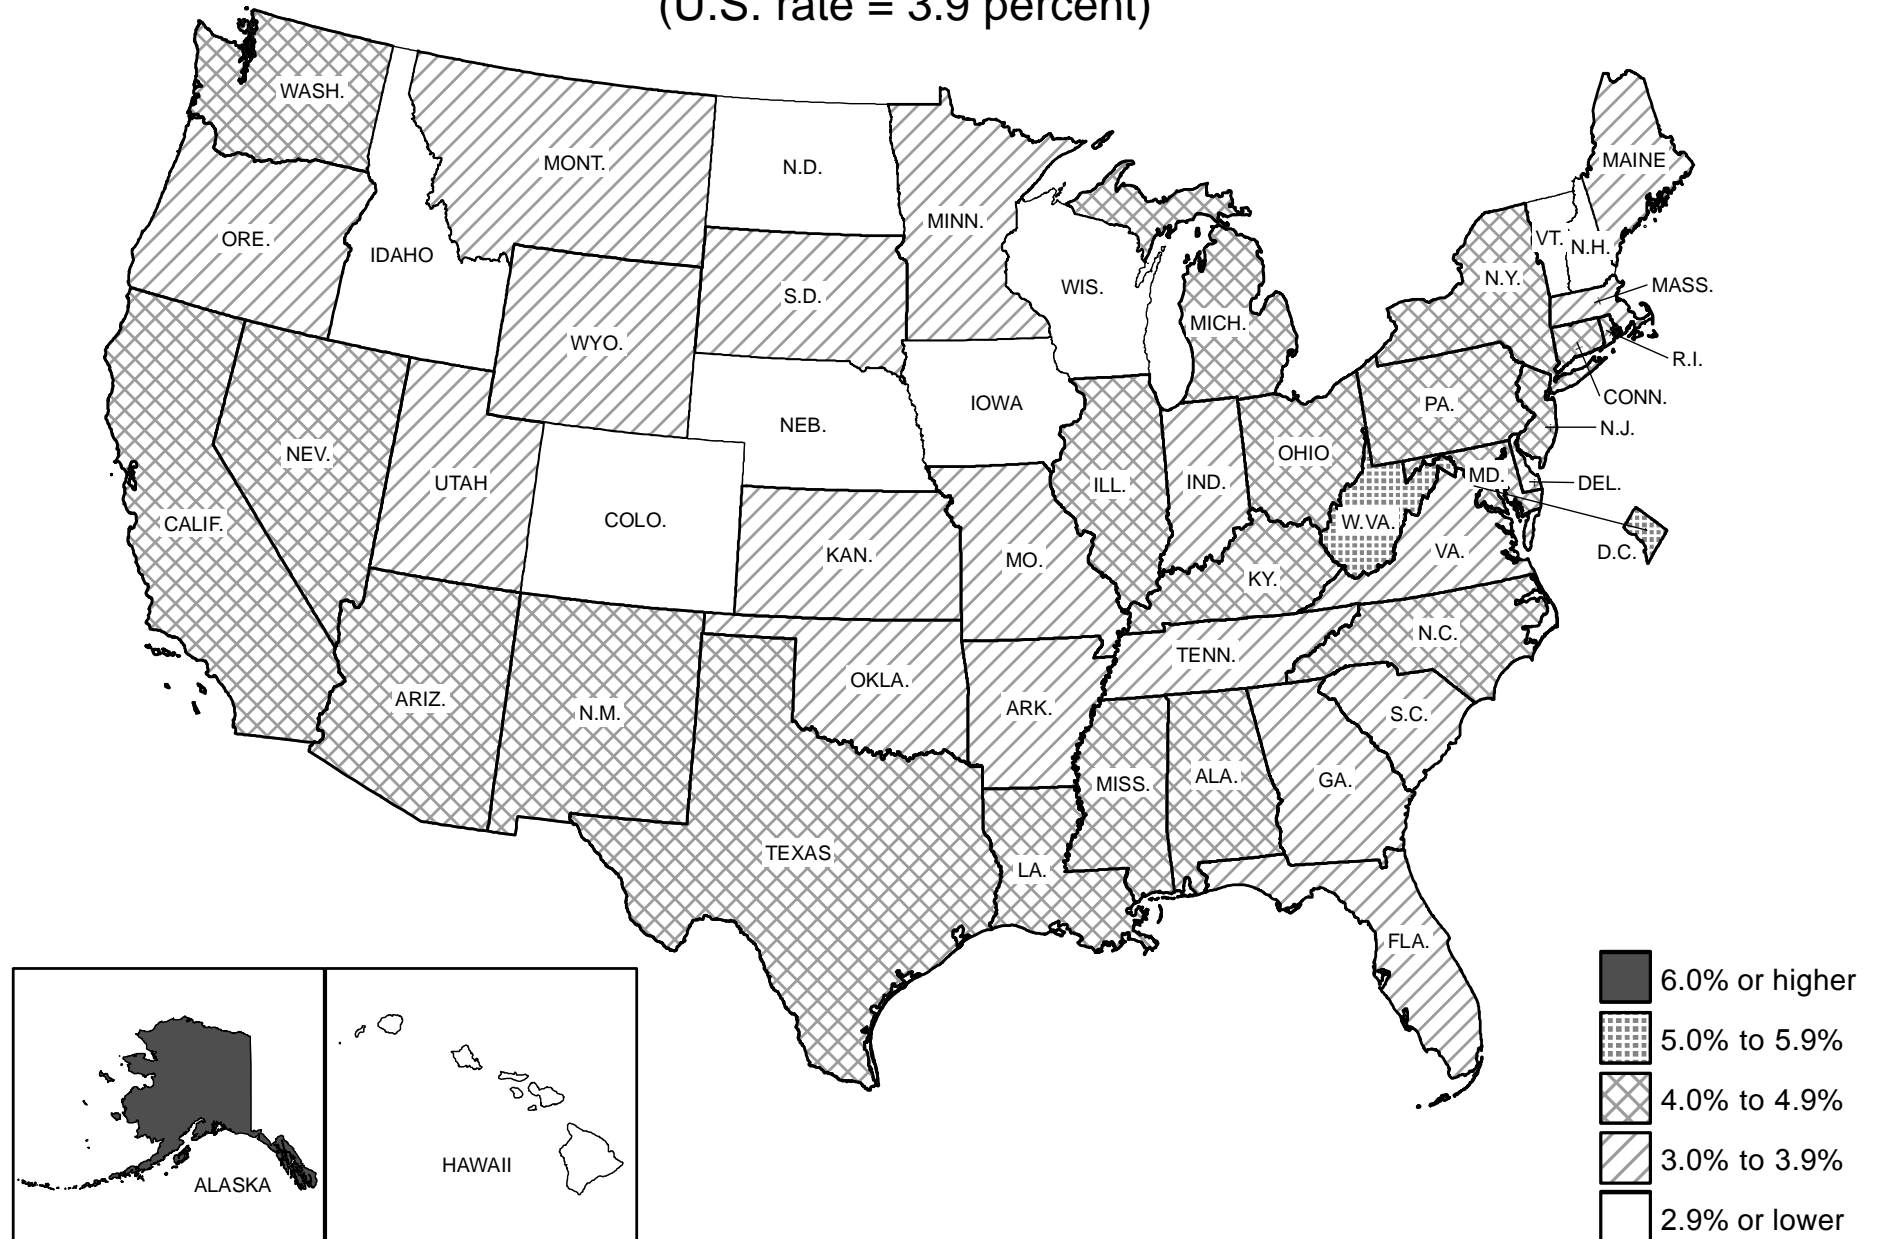 (U.S. rate = 3.9 percent)
WASH.
MONT.
N.D.
MINN.
MAINE
ORE.
IDAHO
VT.
N.H.
WIS.
N.Y.
MASS.
S.D.
MICH.
WYO.
R.I.
CONN.
IOWA
PA.
NEB.
N.J.
NEV.
UTAH
OHIO
ILL.
IND.
MD.
DEL.
COLO.
CALIF.
W.VA.
D.C.
KAN.
MO.
VA.
KY.
N.C.
TENN.
OKLA.
ARIZ.
N.M.
ARK.
S.C.
MISS.
ALA.
GA.
TEXAS
LA.
FLA.
ALASKA
HAWAII
6.0% or higher
5.0% to 5.9%
4.0% to 4.9%
3.0% to 3.9%
2.9% or lower